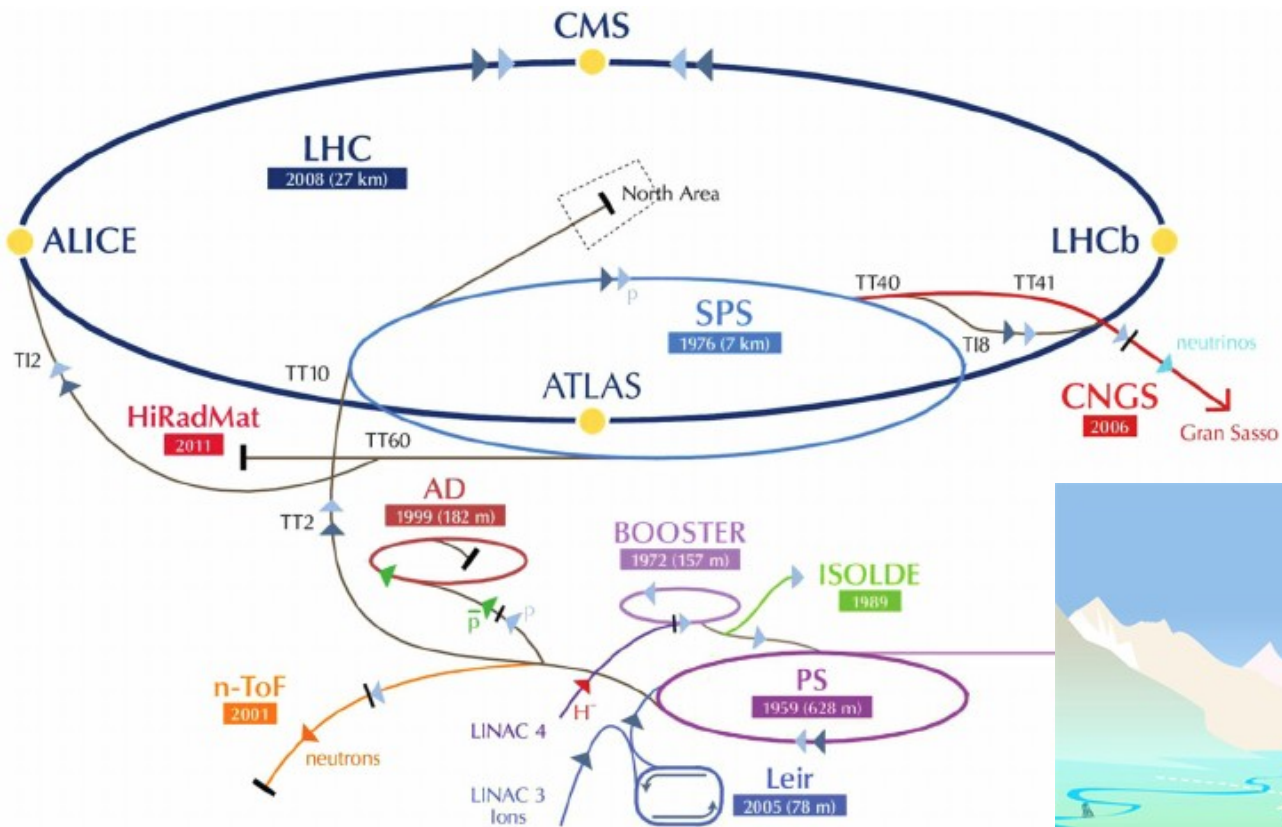 CMS
LHC
2008 (27 km)
North Area
ALICE
LHCb
TT40
TT41
p
SPS
1976 (7 km)
TI8
neutrinos
TI2
TT10
ATLAS
CNGS
2006
Gran Sasso
HiRadMat
2011
TT60
AD
1999 (182 m)
TT2
BOOSTER
1972 (157 m)
ISOLDE
1989
p̅
p
n-ToF
2001
PS
1959 (628 m)
H⁻
LINAC 4
neutrons
LINAC 3
Ions
Leir
2005 (78 m)